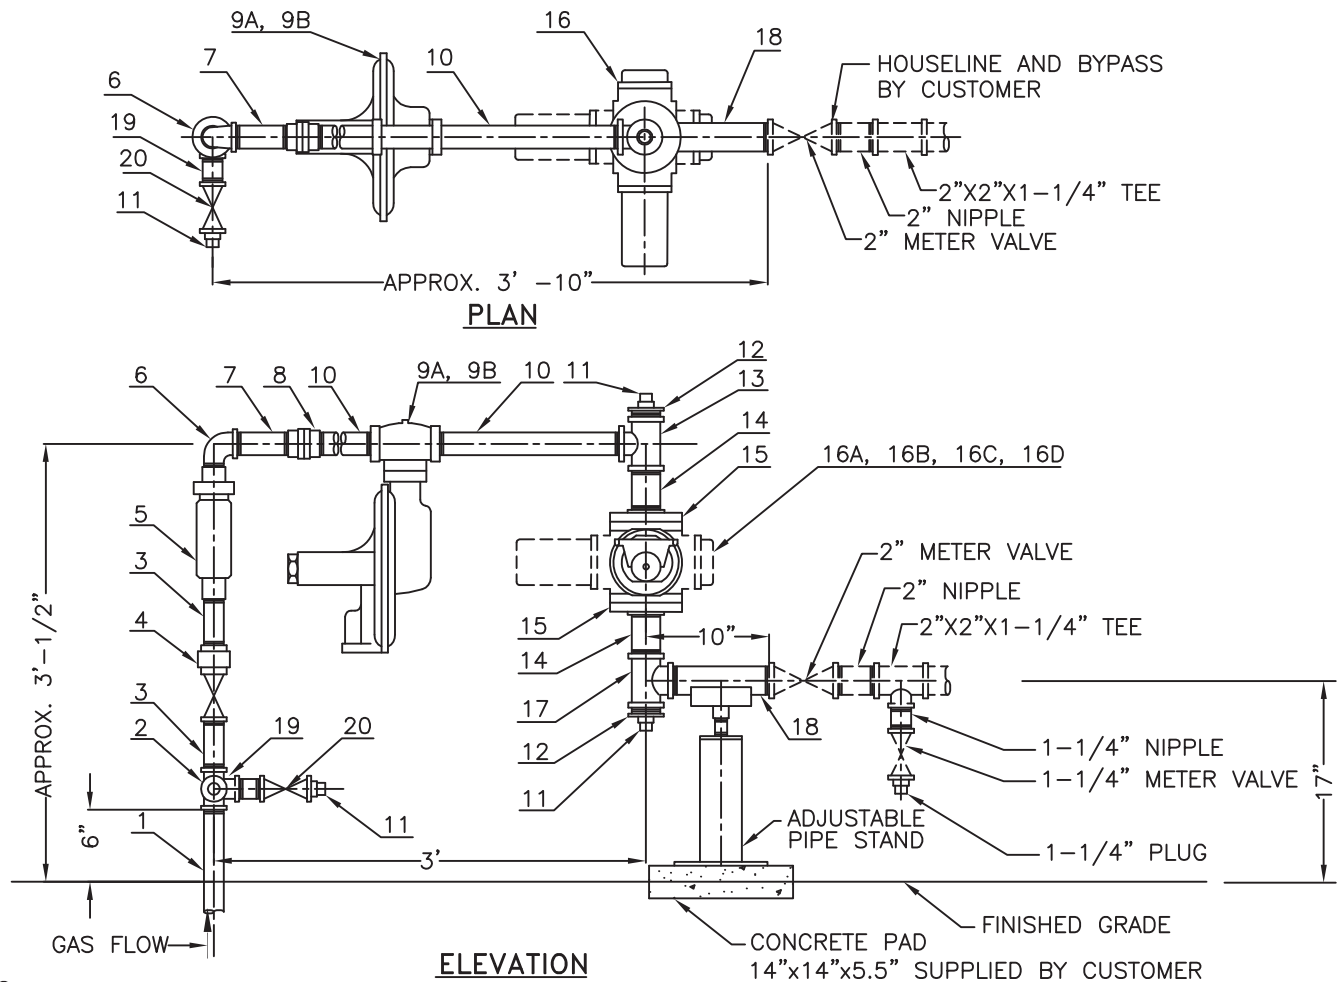 9A, 9B
16
18
7
10
6
HOUSELINE AND BYPASS
BY CUSTOMER
19
20
11
2”X2”X1-1/4” TEE
2” NIPPLE
2” METER VALVE
APPROX. 3’ -10”
PLAN
6
7
8
10
9A, 9B
10
11
12
13
14
15
16A, 16B, 16C, 16D
5
3
4
3
2
19
20
11
1
APPROX. 3’-1/2”
6”
3’
15
14
17
12
11
10”
18
2” METER VALVE
2” NIPPLE
2”X2”X1-1/4” TEE
1-1/4” NIPPLE
1-1/4” METER VALVE
1-1/4” PLUG
17”
ADJUSTABLE
PIPE STAND
FINISHED GRADE
GAS FLOW
CONCRETE PAD
14”x14”x5.5” SUPPLIED BY CUSTOMER
ELEVATION